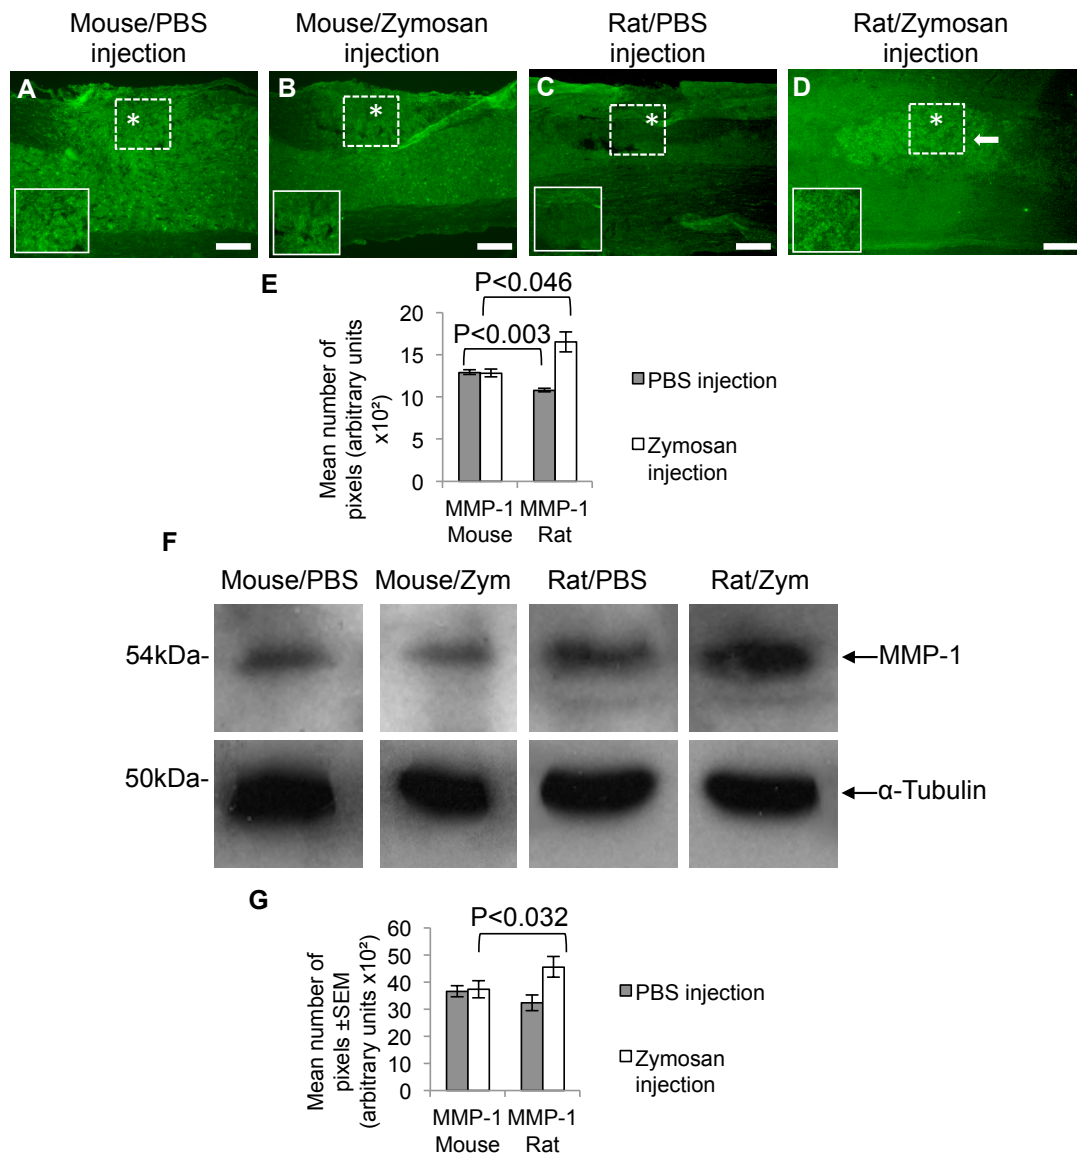 Mouse/PBS
injection
Mouse/Zymosan
injection
Rat/PBS
injection
Rat/Zymosan
injection
A
*
B
*
C
*
D
*
E
P<0.046
P<0.003
Mean number of
pixels (arbitrary units
x10²)
20
15
10
5
0
MMP-1
Mouse
MMP-1
Rat
PBS injection
Zymosan
injection
F
Mouse/PBS
Mouse/Zym
Rat/PBS
Rat/Zym
54kDa-
MMP-1
50kDa-
α-Tubulin
G
P<0.032
Mean number of
pixels ±SEM
(arbitrary units x10²)
60
50
40
30
20
10
0
MMP-1
Mouse
MMP-1
Rat
PBS injection
Zymosan
injection